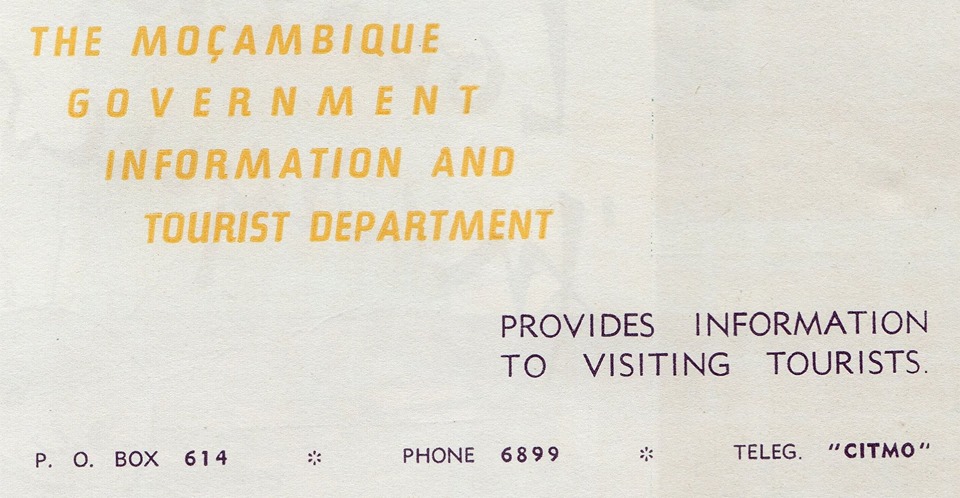 THE MOÇAMBIQUE
GOVERNMENT
INFORMATION AND
TOURIST DEPARTMENT
PROVIDES INFORMATION
TO VISITING TOURISTS.
P. O. BOX 614 * PHONE 6899 * TELEG. "CITMO"